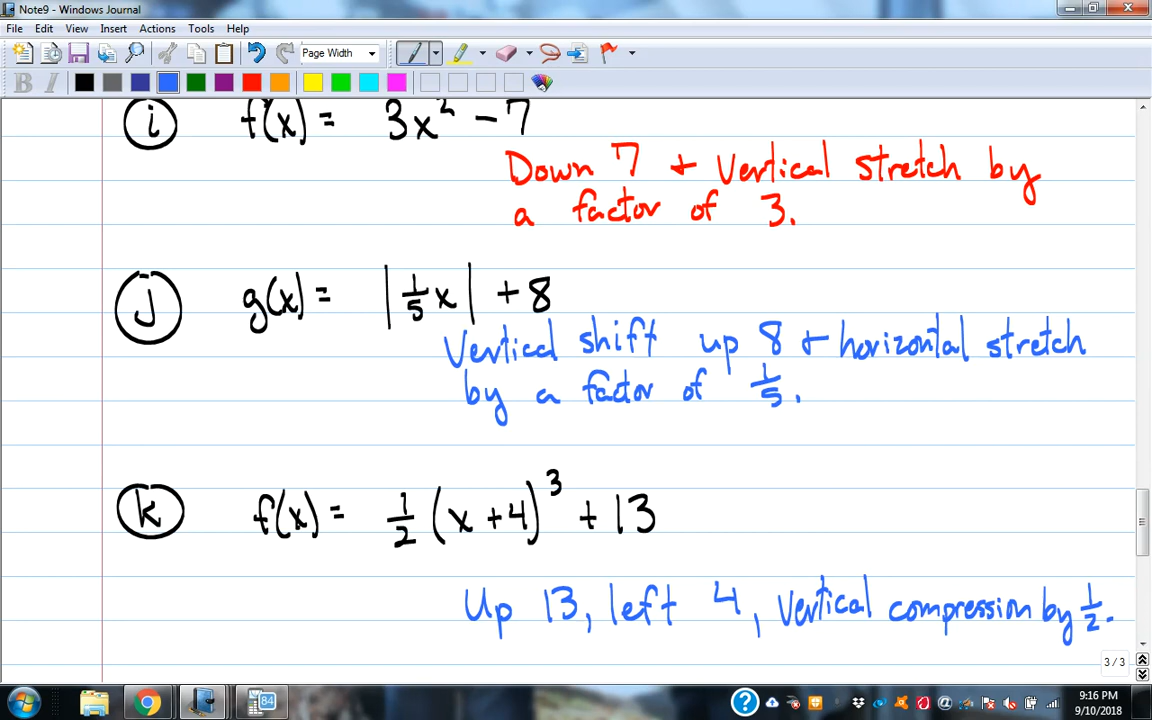 Note9 - Windows Journal
File Edit View Insert Actions Tools Help
Page Width
B I
i f(x) = 3x² - 7
Down 7 + Vertical stretch by
a factor of 3.
j g(x) = |1/5 x| + 8
Vertical shift up 8 + horizontal stretch
by a factor of 1/5.
k f(x) = 1/2 (x + 4)³ + 13
Up 13, left 4, Vertical compression by 1/2.
3 / 3
84
9:16 PM
9/10/2018